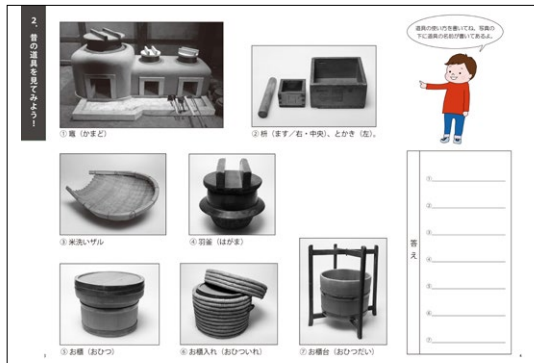 2．昔の道具を見てみよう！
道具の使い方を書いてね。写真の
下に道具の名前が書いてあるよ。
① 竈（かまど）
② 枡（ます／右・中央）、とかき（左）。
③ 米洗いザル
④ 羽釜（はがま）
⑤ お櫃（おひつ）
⑥ お櫃入れ（おひついれ）
⑦ お櫃台（おひつだい）
答え
①
②
③
④
⑤
⑥
⑦